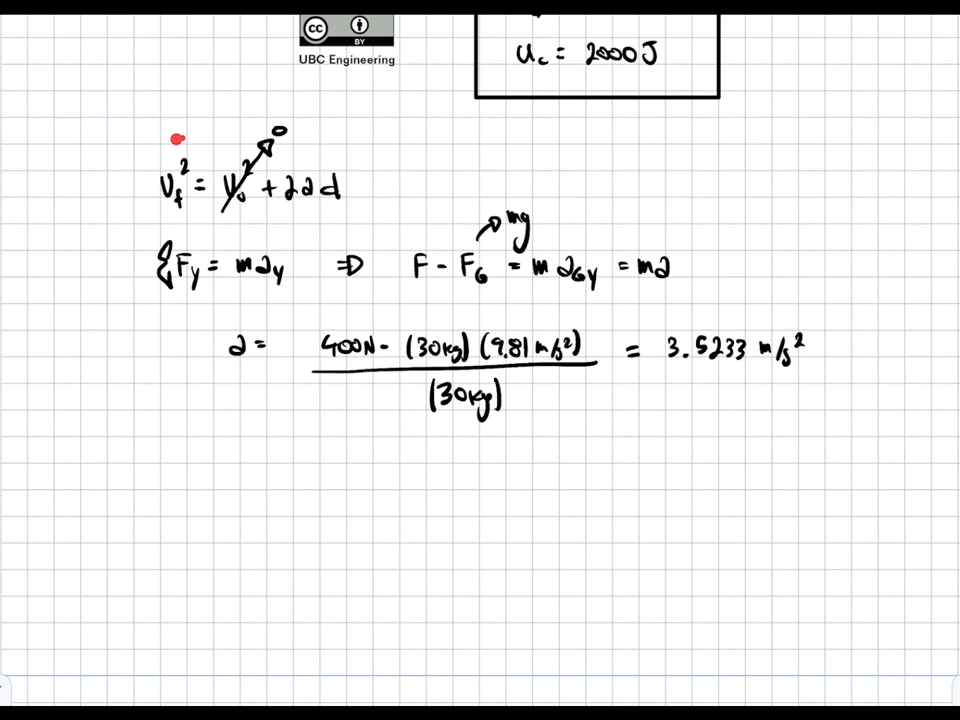 cc BY
UBC Engineering
U_c = 2000 J
v_f² = v_0² + 2ad
0
mg
ΣF_y = ma_y ⇒ F - F_G = ma_Gy = ma
a = 400N - (30kg)(9.81 m/s²) / (30kg) = 3.5233 m/s²